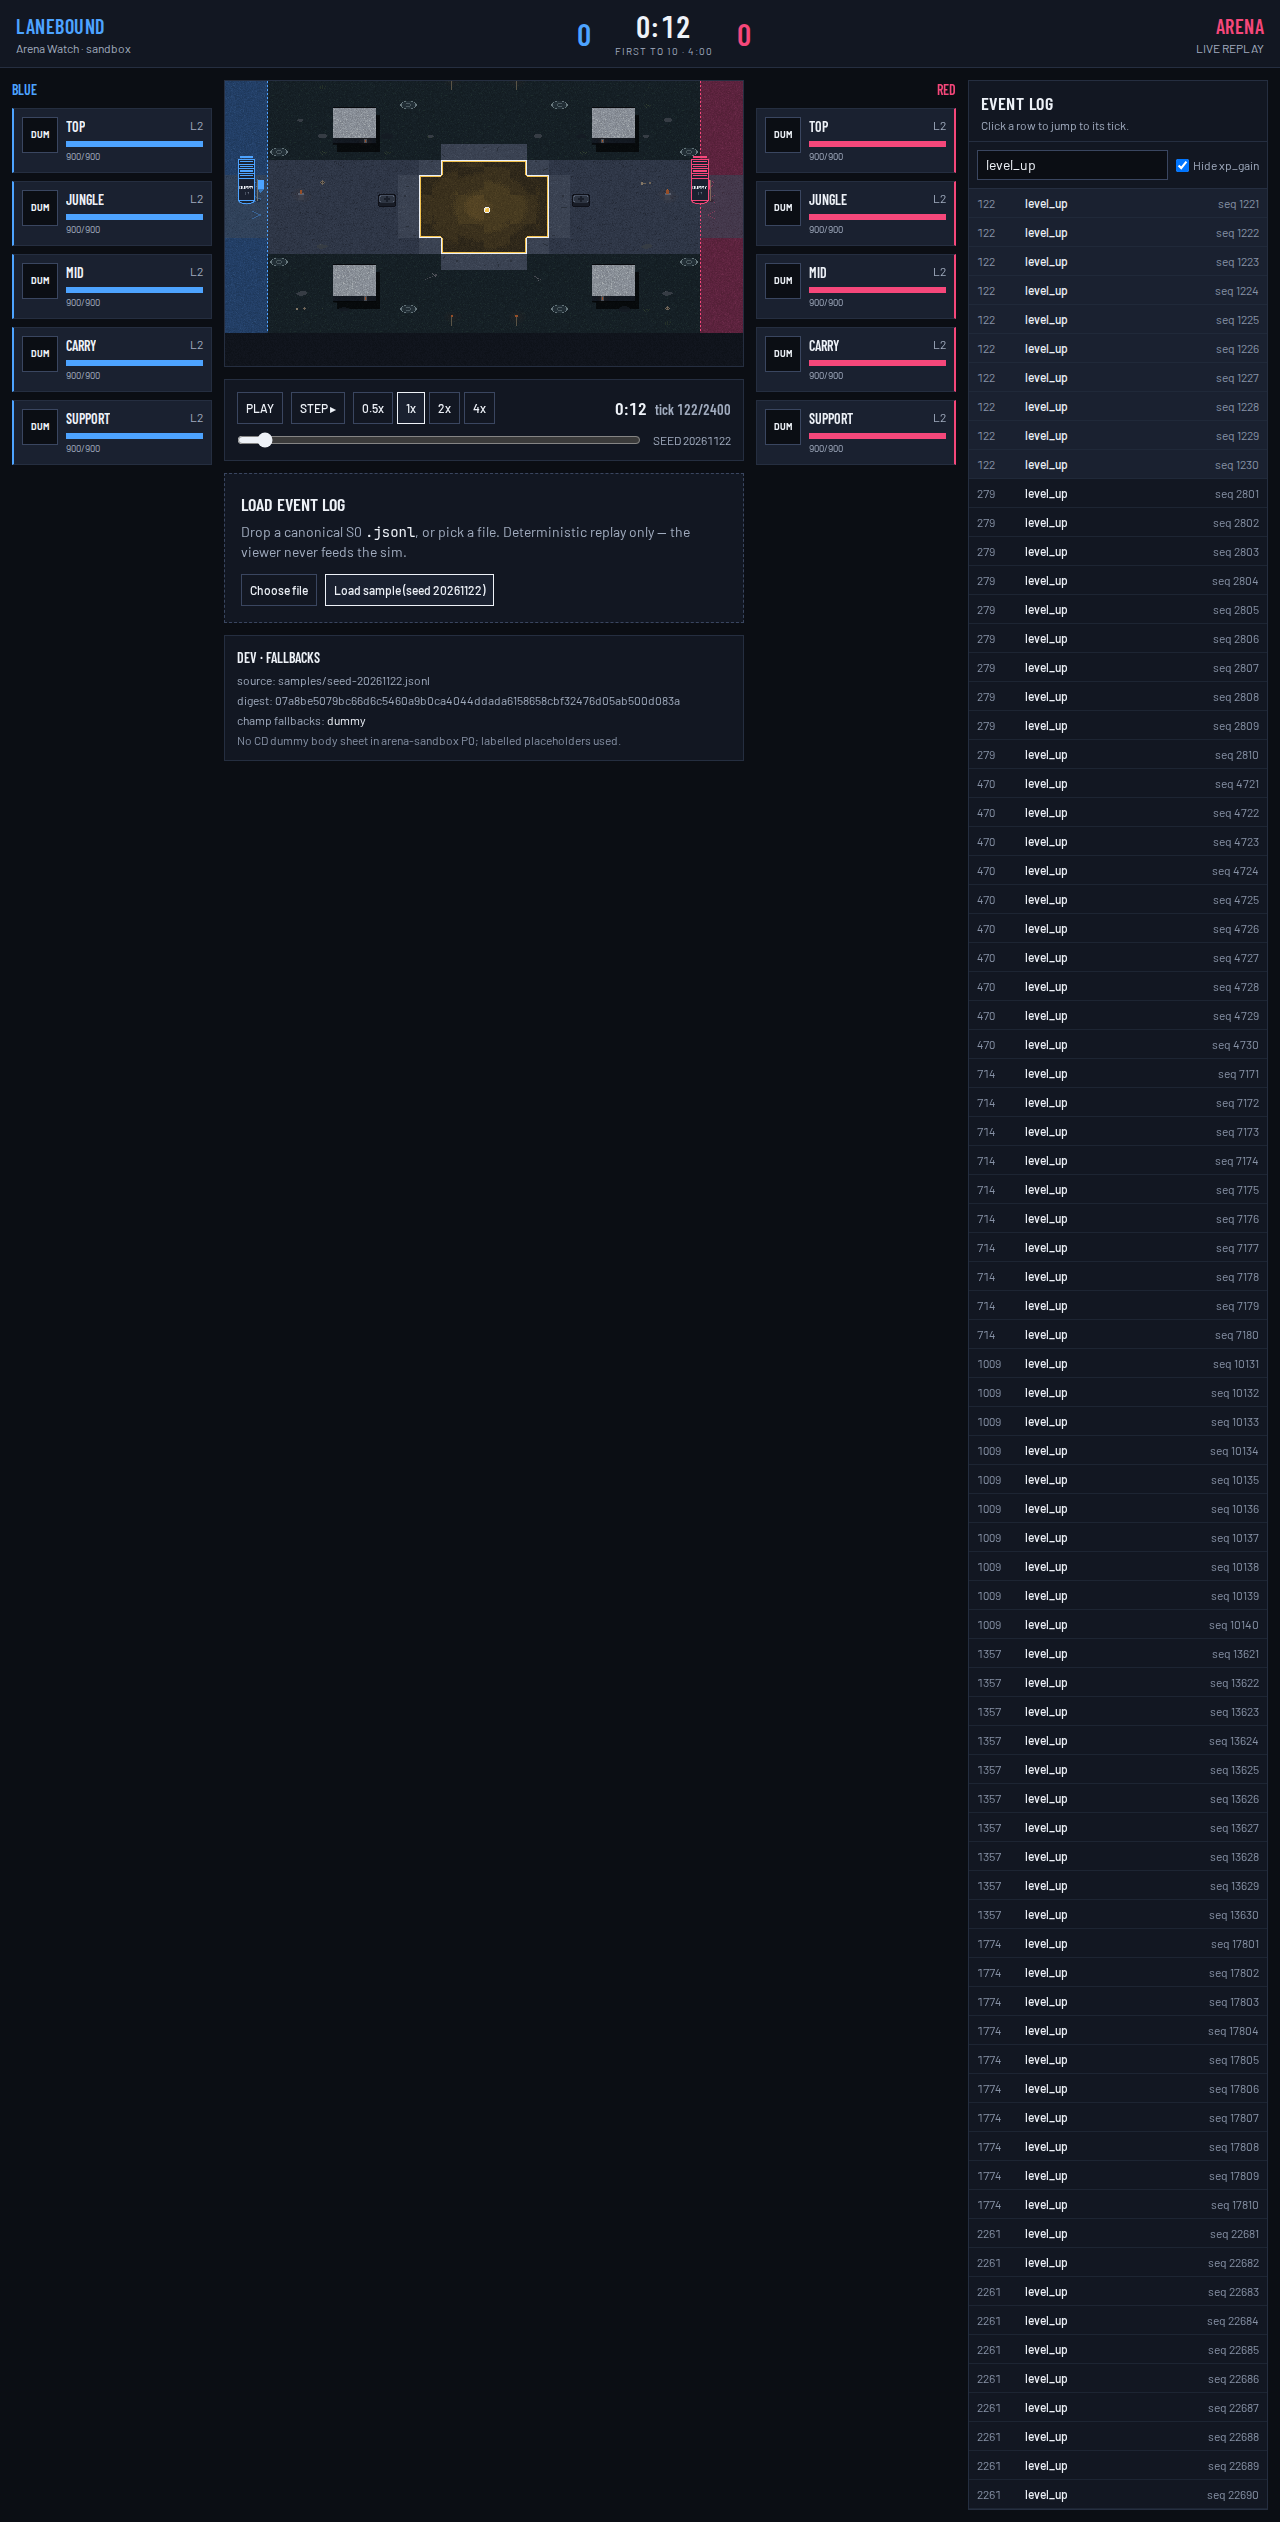 LANEBOUND
Arena Watch · sandbox
0
0:12
FIRST TO 10 · 4:00
0
ARENA
LIVE REPLAY
BLUE
DUM TOP L2
900/900
DUM JUNGLE L2
900/900
DUM MID L2
900/900
DUM CARRY L2
900/900
DUM SUPPORT L2
900/900
PLAY STEP ▸ 0.5x 1x 2x 4x 0:12 tick 122/2400
SEED 20261122
LOAD EVENT LOG
Drop a canonical S0 .jsonl, or pick a file. Deterministic replay only — the
viewer never feeds the sim.
Choose file Load sample (seed 20261122)
DEV · FALLBACKS
source: samples/seed-20261122.jsonl
digest: 07a8be5079bc66d6c5460a9b0ca4044ddada6158658cbf32476d05ab500d083a
champ fallbacks: dummy
No CD dummy body sheet in arena-sandbox P0; labelled placeholders used.
RED
DUM TOP L2
900/900
DUM JUNGLE L2
900/900
DUM MID L2
900/900
DUM CARRY L2
900/900
DUM SUPPORT L2
900/900
EVENT LOG
Click a row to jump to its tick.
level_up Hide xp_gain
122 level_up seq 1221
122 level_up seq 1222
122 level_up seq 1223
122 level_up seq 1224
122 level_up seq 1225
122 level_up seq 1226
122 level_up seq 1227
122 level_up seq 1228
122 level_up seq 1229
122 level_up seq 1230
279 level_up seq 2801
279 level_up seq 2802
279 level_up seq 2803
279 level_up seq 2804
279 level_up seq 2805
279 level_up seq 2806
279 level_up seq 2807
279 level_up seq 2808
279 level_up seq 2809
279 level_up seq 2810
470 level_up seq 4721
470 level_up seq 4722
470 level_up seq 4723
470 level_up seq 4724
470 level_up seq 4725
470 level_up seq 4726
470 level_up seq 4727
470 level_up seq 4728
470 level_up seq 4729
470 level_up seq 4730
714 level_up seq 7171
714 level_up seq 7172
714 level_up seq 7173
714 level_up seq 7174
714 level_up seq 7175
714 level_up seq 7176
714 level_up seq 7177
714 level_up seq 7178
714 level_up seq 7179
714 level_up seq 7180
1009 level_up seq 10131
1009 level_up seq 10132
1009 level_up seq 10133
1009 level_up seq 10134
1009 level_up seq 10135
1009 level_up seq 10136
1009 level_up seq 10137
1009 level_up seq 10138
1009 level_up seq 10139
1009 level_up seq 10140
1357 level_up seq 13621
1357 level_up seq 13622
1357 level_up seq 13623
1357 level_up seq 13624
1357 level_up seq 13625
1357 level_up seq 13626
1357 level_up seq 13627
1357 level_up seq 13628
1357 level_up seq 13629
1357 level_up seq 13630
1774 level_up seq 17801
1774 level_up seq 17802
1774 level_up seq 17803
1774 level_up seq 17804
1774 level_up seq 17805
1774 level_up seq 17806
1774 level_up seq 17807
1774 level_up seq 17808
1774 level_up seq 17809
1774 level_up seq 17810
2261 level_up seq 22681
2261 level_up seq 22682
2261 level_up seq 22683
2261 level_up seq 22684
2261 level_up seq 22685
2261 level_up seq 22686
2261 level_up seq 22687
2261 level_up seq 22688
2261 level_up seq 22689
2261 level_up seq 22690